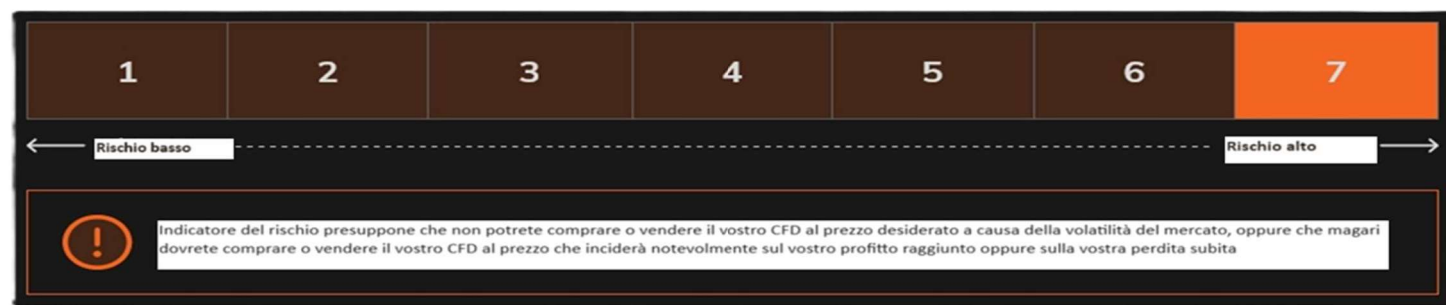 1 2 3 4 5 6 7
Rischio basso Rischio alto
Indicatore del rischio presuppone che non potrete comprare o vendere il vostro CFD al prezzo desiderato a causa della volatilità del mercato, oppure che magari
dovrete comprare o vendere il vostro CFD al prezzo che inciderà notevolmente sul vostro profitto raggiunto oppure sulla vostra perdita subita